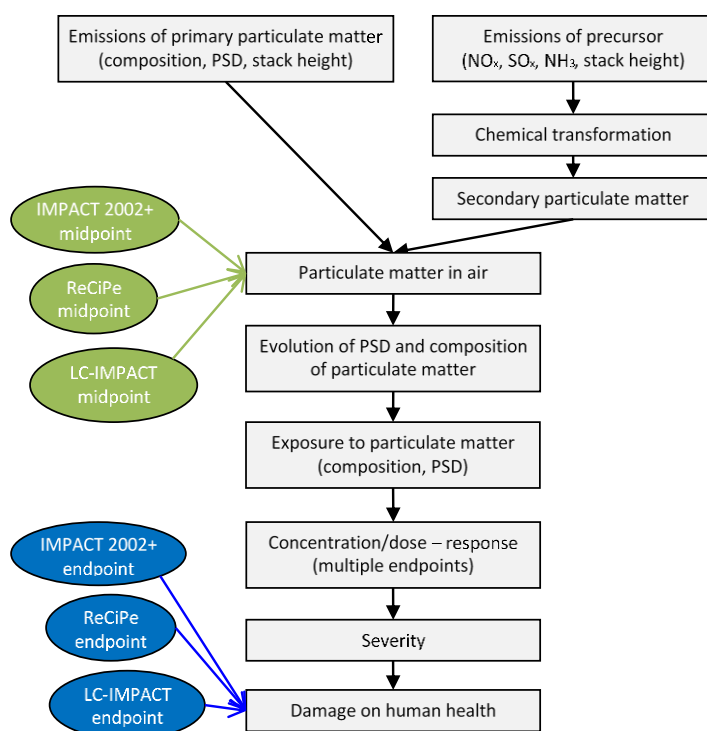 Emissions of primary particulate matter
(composition, PSD, stack height)
Emissions of precursor
(NOₓ, SOₓ, NH₃, stack height)
Chemical transformation
Secondary particulate matter
IMPACT 2002+
midpoint
ReCiPe
midpoint
LC-IMPACT
midpoint
Particulate matter in air
Evolution of PSD and composition
of particulate matter
Exposure to particulate matter
(composition, PSD)
IMPACT 2002+
endpoint
ReCiPe
endpoint
LC-IMPACT
endpoint
Concentration/dose – response
(multiple endpoints)
Severity
Damage on human health